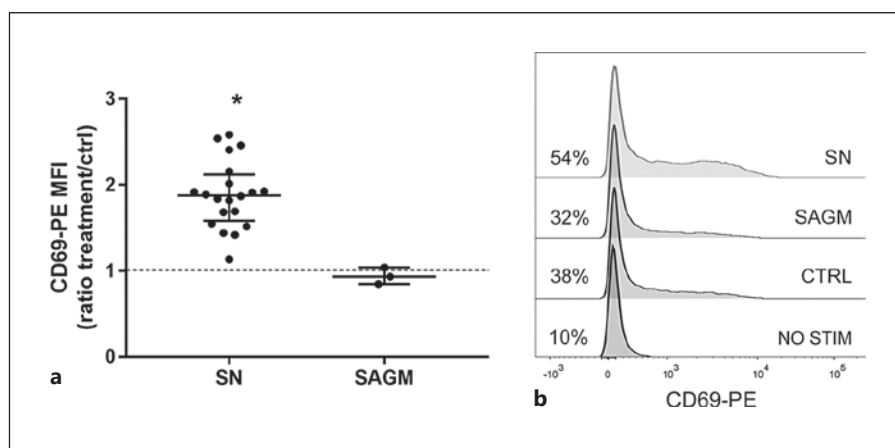 *
3
2
1
0
CD69-PE MFI
(ratio treatment/ctrl)
SN
SAGM
a
54%
SN
32%
SAGM
38%
CTRL
10%
NO STIM
-10³
0
10³
10⁴
10⁵
CD69-PE
b